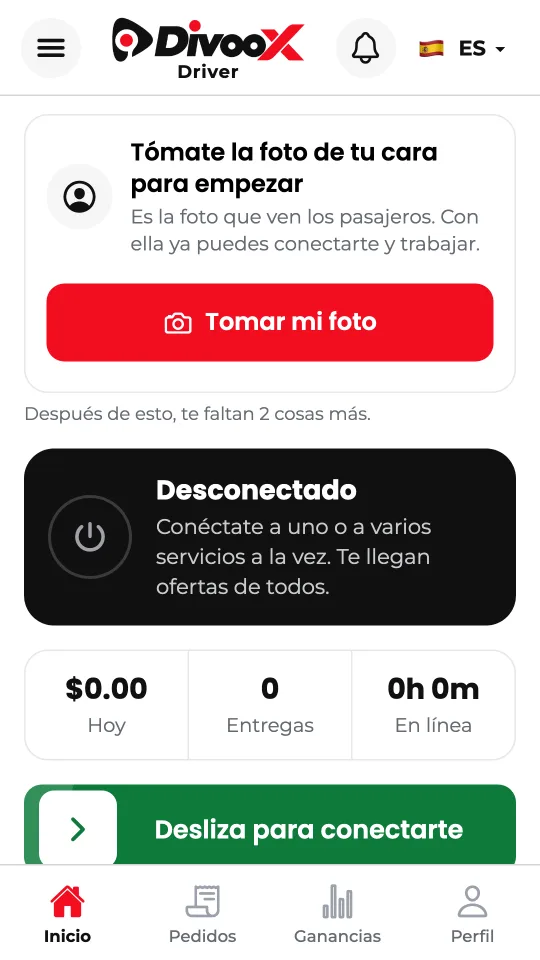 DivooX
Driver
ES
Tómate la foto de tu cara
para empezar
Es la foto que ven los pasajeros. Con
ella ya puedes conectarte y trabajar.
Tomar mi foto
Después de esto, te faltan 2 cosas más.
Desconectado
Conéctate a uno o a varios
servicios a la vez. Te llegan
ofertas de todos.
$0.00
0
0h 0m
Hoy
Entregas
En línea
Desliza para conectarte
Inicio
Pedidos
Ganancias
Perfil